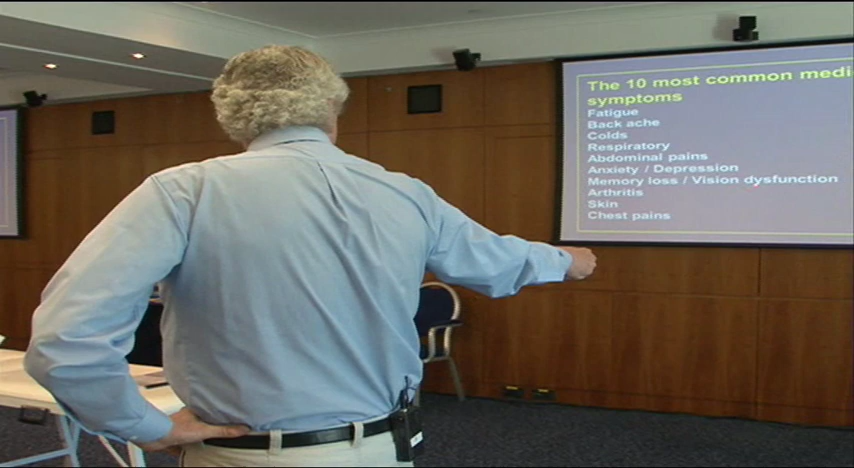 The 10 most common medi
symptoms
Fatigue
Back ache
Colds
Respiratory
Abdominal pains
Anxiety / Depression
Memory loss / Vision dysfunction
Arthritis
Skin
Chest pains